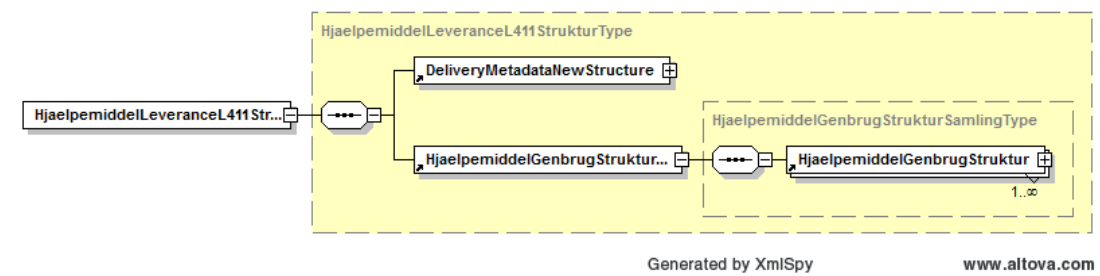 HjaelpemiddelLeveranceL411StrukturType
DeliveryMetadataNewStructure
HjaelpemiddelLeveranceL411Str...
HjaelpemiddelGenbrugStrukturSamlingType
HjaelpemiddelGenbrugStruktur...
HjaelpemiddelGenbrugStruktur
1..∞
Generated by XmlSpy
www.altova.com